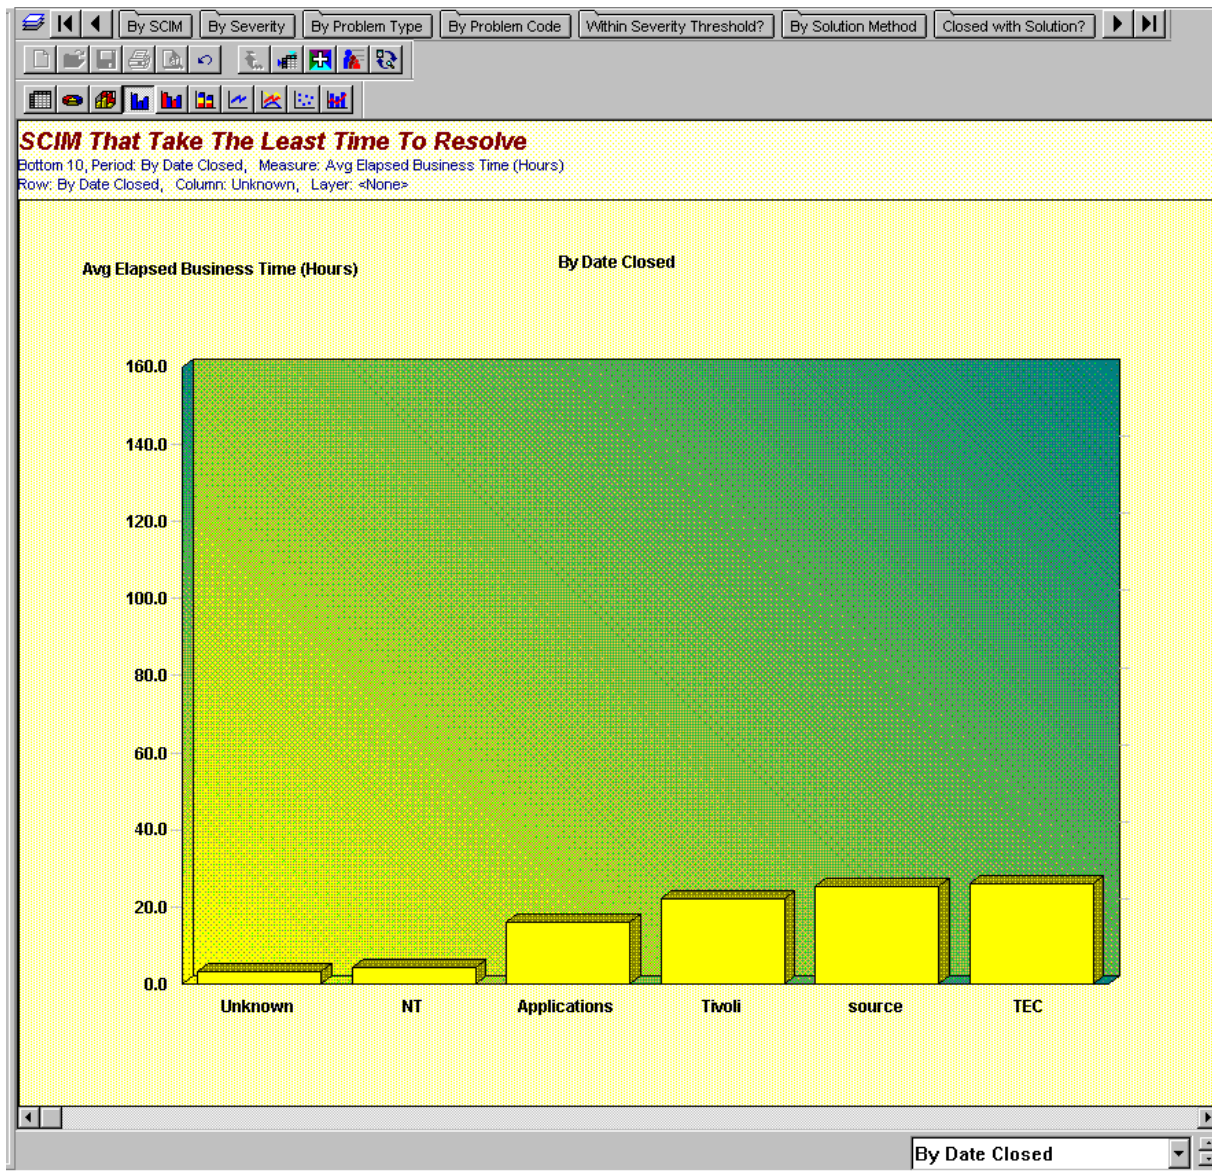 By SCIM By Severity By Problem Type By Problem Code Within Severity Threshold? By Solution Method Closed with Solution?
SCIM That Take The Least Time To Resolve
Bottom 10, Period: By Date Closed, Measure: Avg Elapsed Business Time (Hours)
Row: By Date Closed, Column: Unknown, Layer: <None>
By Date Closed
Avg Elapsed Business Time (Hours)
160.0
140.0
120.0
100.0
80.0
60.0
40.0
20.0
0.0
Unknown NT Applications Tivoli source TEC
By Date Closed